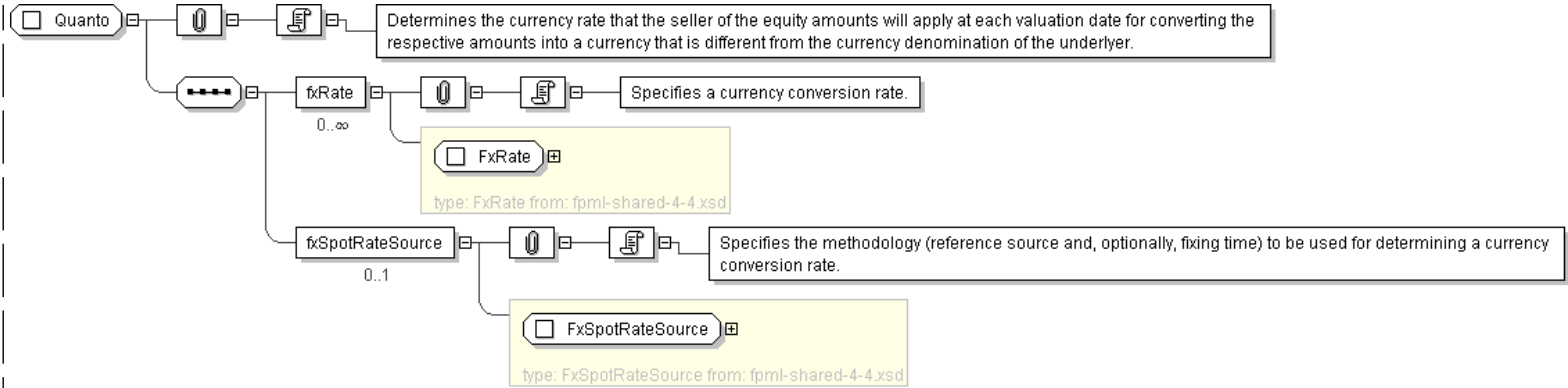 Quanto
Determines the currency rate that the seller of the equity amounts will apply at each valuation date for converting the
respective amounts into a currency that is different from the currency denomination of the underlyer.
fxRate
Specifies a currency conversion rate.
0..∞
FxRate
type: FxRate from: fpml-shared-4-4.xsd
fxSpotRateSource
Specifies the methodology (reference source and, optionally, fixing time) to be used for determining a currency
conversion rate.
0..1
FxSpotRateSource
type: FxSpotRateSource from: fpml-shared-4-4.xsd